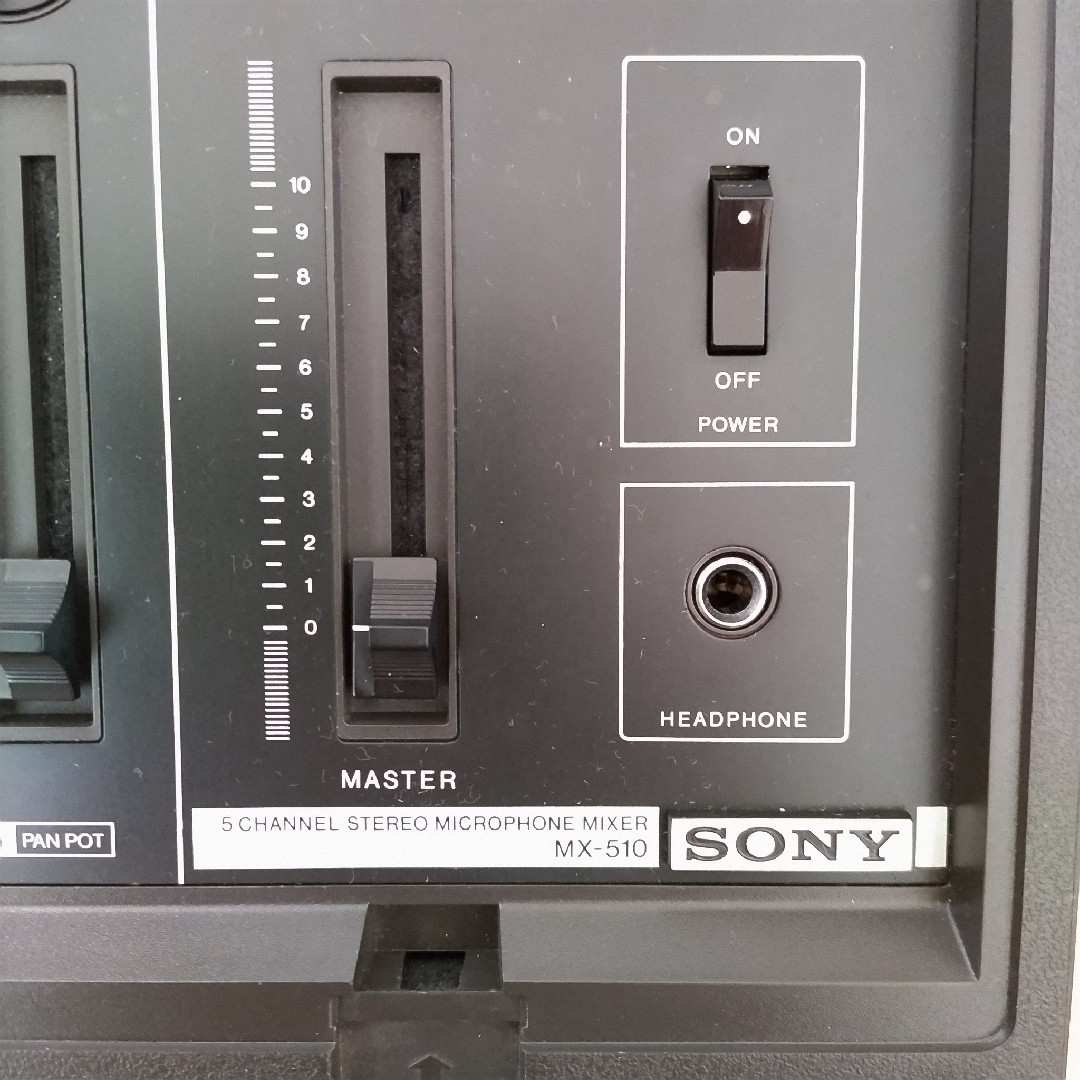 10
9
8
7
6
5
4
3
2
1
0
MASTER
ON
OFF
POWER
HEADPHONE
PAN POT
5 CHANNEL STEREO MICROPHONE MIXER
MX-510
SONY